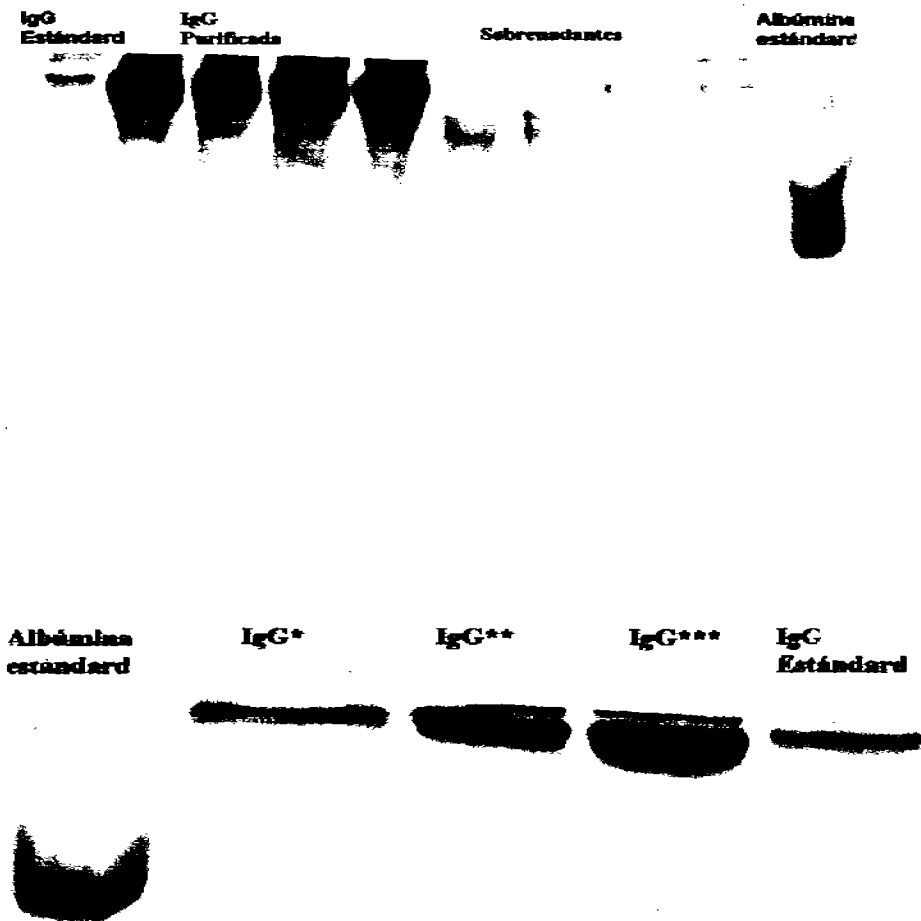 IgG
Estándard
IgG
Purificada
Sobrenadantes
Albúmina
estándard
Albúmina
estándard
IgG*
IgG**
IgG***
IgG
Estándard